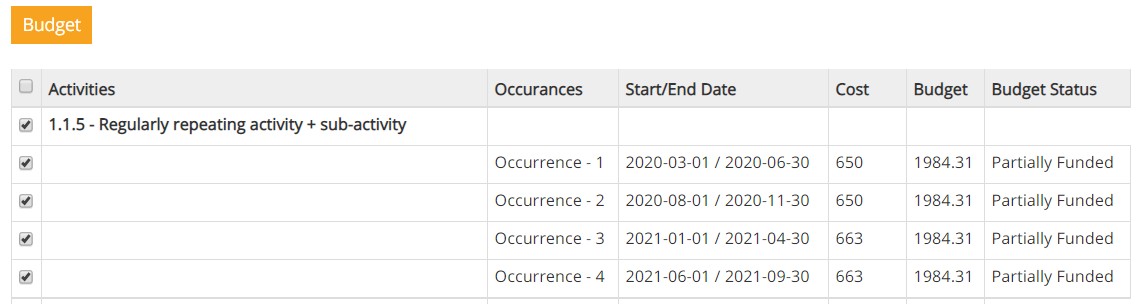 Budget
Activities Occurances Start/End Date Cost Budget Budget Status
1.1.5 - Regularly repeating activity + sub-activity
Occurrence - 1 2020-03-01 / 2020-06-30 650 1984.31 Partially Funded
Occurrence - 2 2020-08-01 / 2020-11-30 650 1984.31 Partially Funded
Occurrence - 3 2021-01-01 / 2021-04-30 663 1984.31 Partially Funded
Occurrence - 4 2021-06-01 / 2021-09-30 663 1984.31 Partially Funded